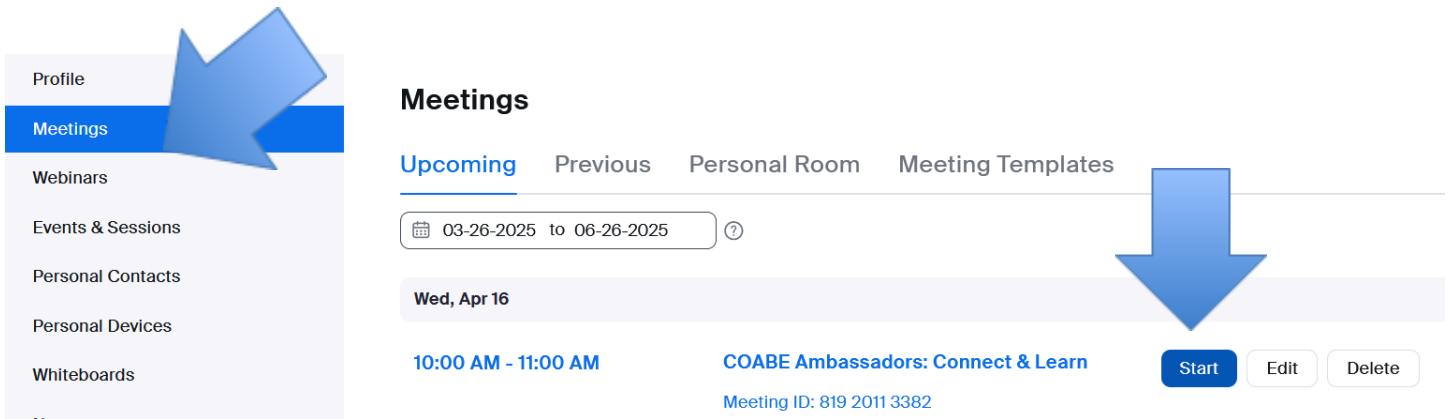 Profile
Meetings
Webinars
Events & Sessions
Personal Contacts
Personal Devices
Whiteboards
Meetings
Upcoming Previous Personal Room Meeting Templates
03-26-2025 to 06-26-2025 ?
Wed, Apr 16
10:00 AM - 11:00 AM COABE Ambassadors: Connect & Learn Start Edit Delete
Meeting ID: 819 2011 3382